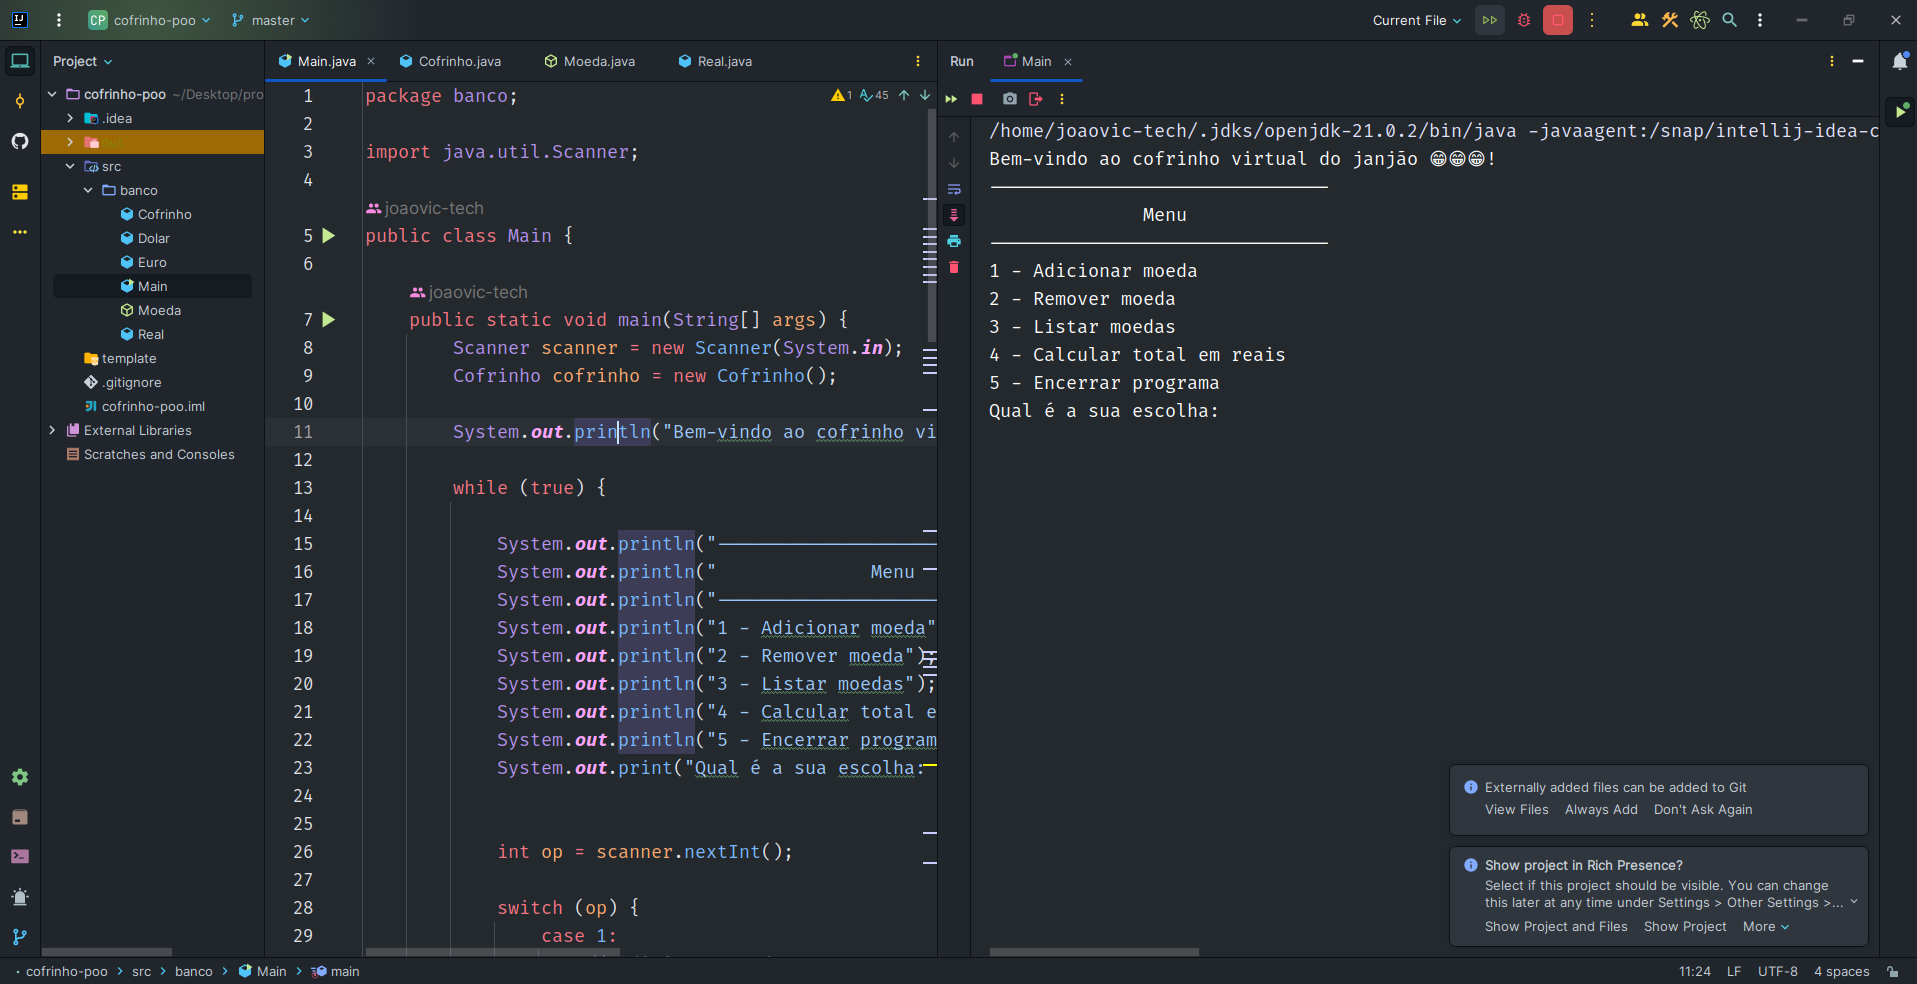 CP cofrinho-poo master Current File
Project
cofrinho-poo ~/Desktop/pro
.idea
out
src
banco
Cofrinho
Dolar
Euro
Main
Moeda
Real
template
.gitignore
cofrinho-poo.iml
External Libraries
Scratches and Consoles
Main.java Cofrinho.java Moeda.java Real.java
1 45
1 package banco;
2
3 import java.util.Scanner;
4
joaovic-tech
5 public class Main {
6
joaovic-tech
7 public static void main(String[] args) {
8 Scanner scanner = new Scanner(System.in);
9 Cofrinho cofrinho = new Cofrinho();
10
11 System.out.println("Bem-vindo ao cofrinho vi
12
13 while (true) {
14
15 System.out.println("--------------------
16 System.out.println(" Menu
17 System.out.println("--------------------
18 System.out.println("1 - Adicionar moeda"
19 System.out.println("2 - Remover moeda");
20 System.out.println("3 - Listar moedas");
21 System.out.println("4 - Calcular total e
22 System.out.println("5 - Encerrar program
23 System.out.print("Qual é a sua escolha:
24
25
26 int op = scanner.nextInt();
27
28 switch (op) {
29 case 1:
Run Main
/home/joaovic-tech/.jdks/openjdk-21.0.2/bin/java -javaagent:/snap/intellij-idea-c
Bem-vindo ao cofrinho virtual do janjão 😁😁😁!
-------------------------------
Menu
-------------------------------
1 - Adicionar moeda
2 - Remover moeda
3 - Listar moedas
4 - Calcular total em reais
5 - Encerrar programa
Qual é a sua escolha:
Externally added files can be added to Git
View Files Always Add Don't Ask Again
Show project in Rich Presence?
Select if this project should be visible. You can change
this later at any time under Settings > Other Settings >...
Show Project and Files Show Project More
cofrinho-poo > src > banco > Main > main
11:24 LF UTF-8 4 spaces